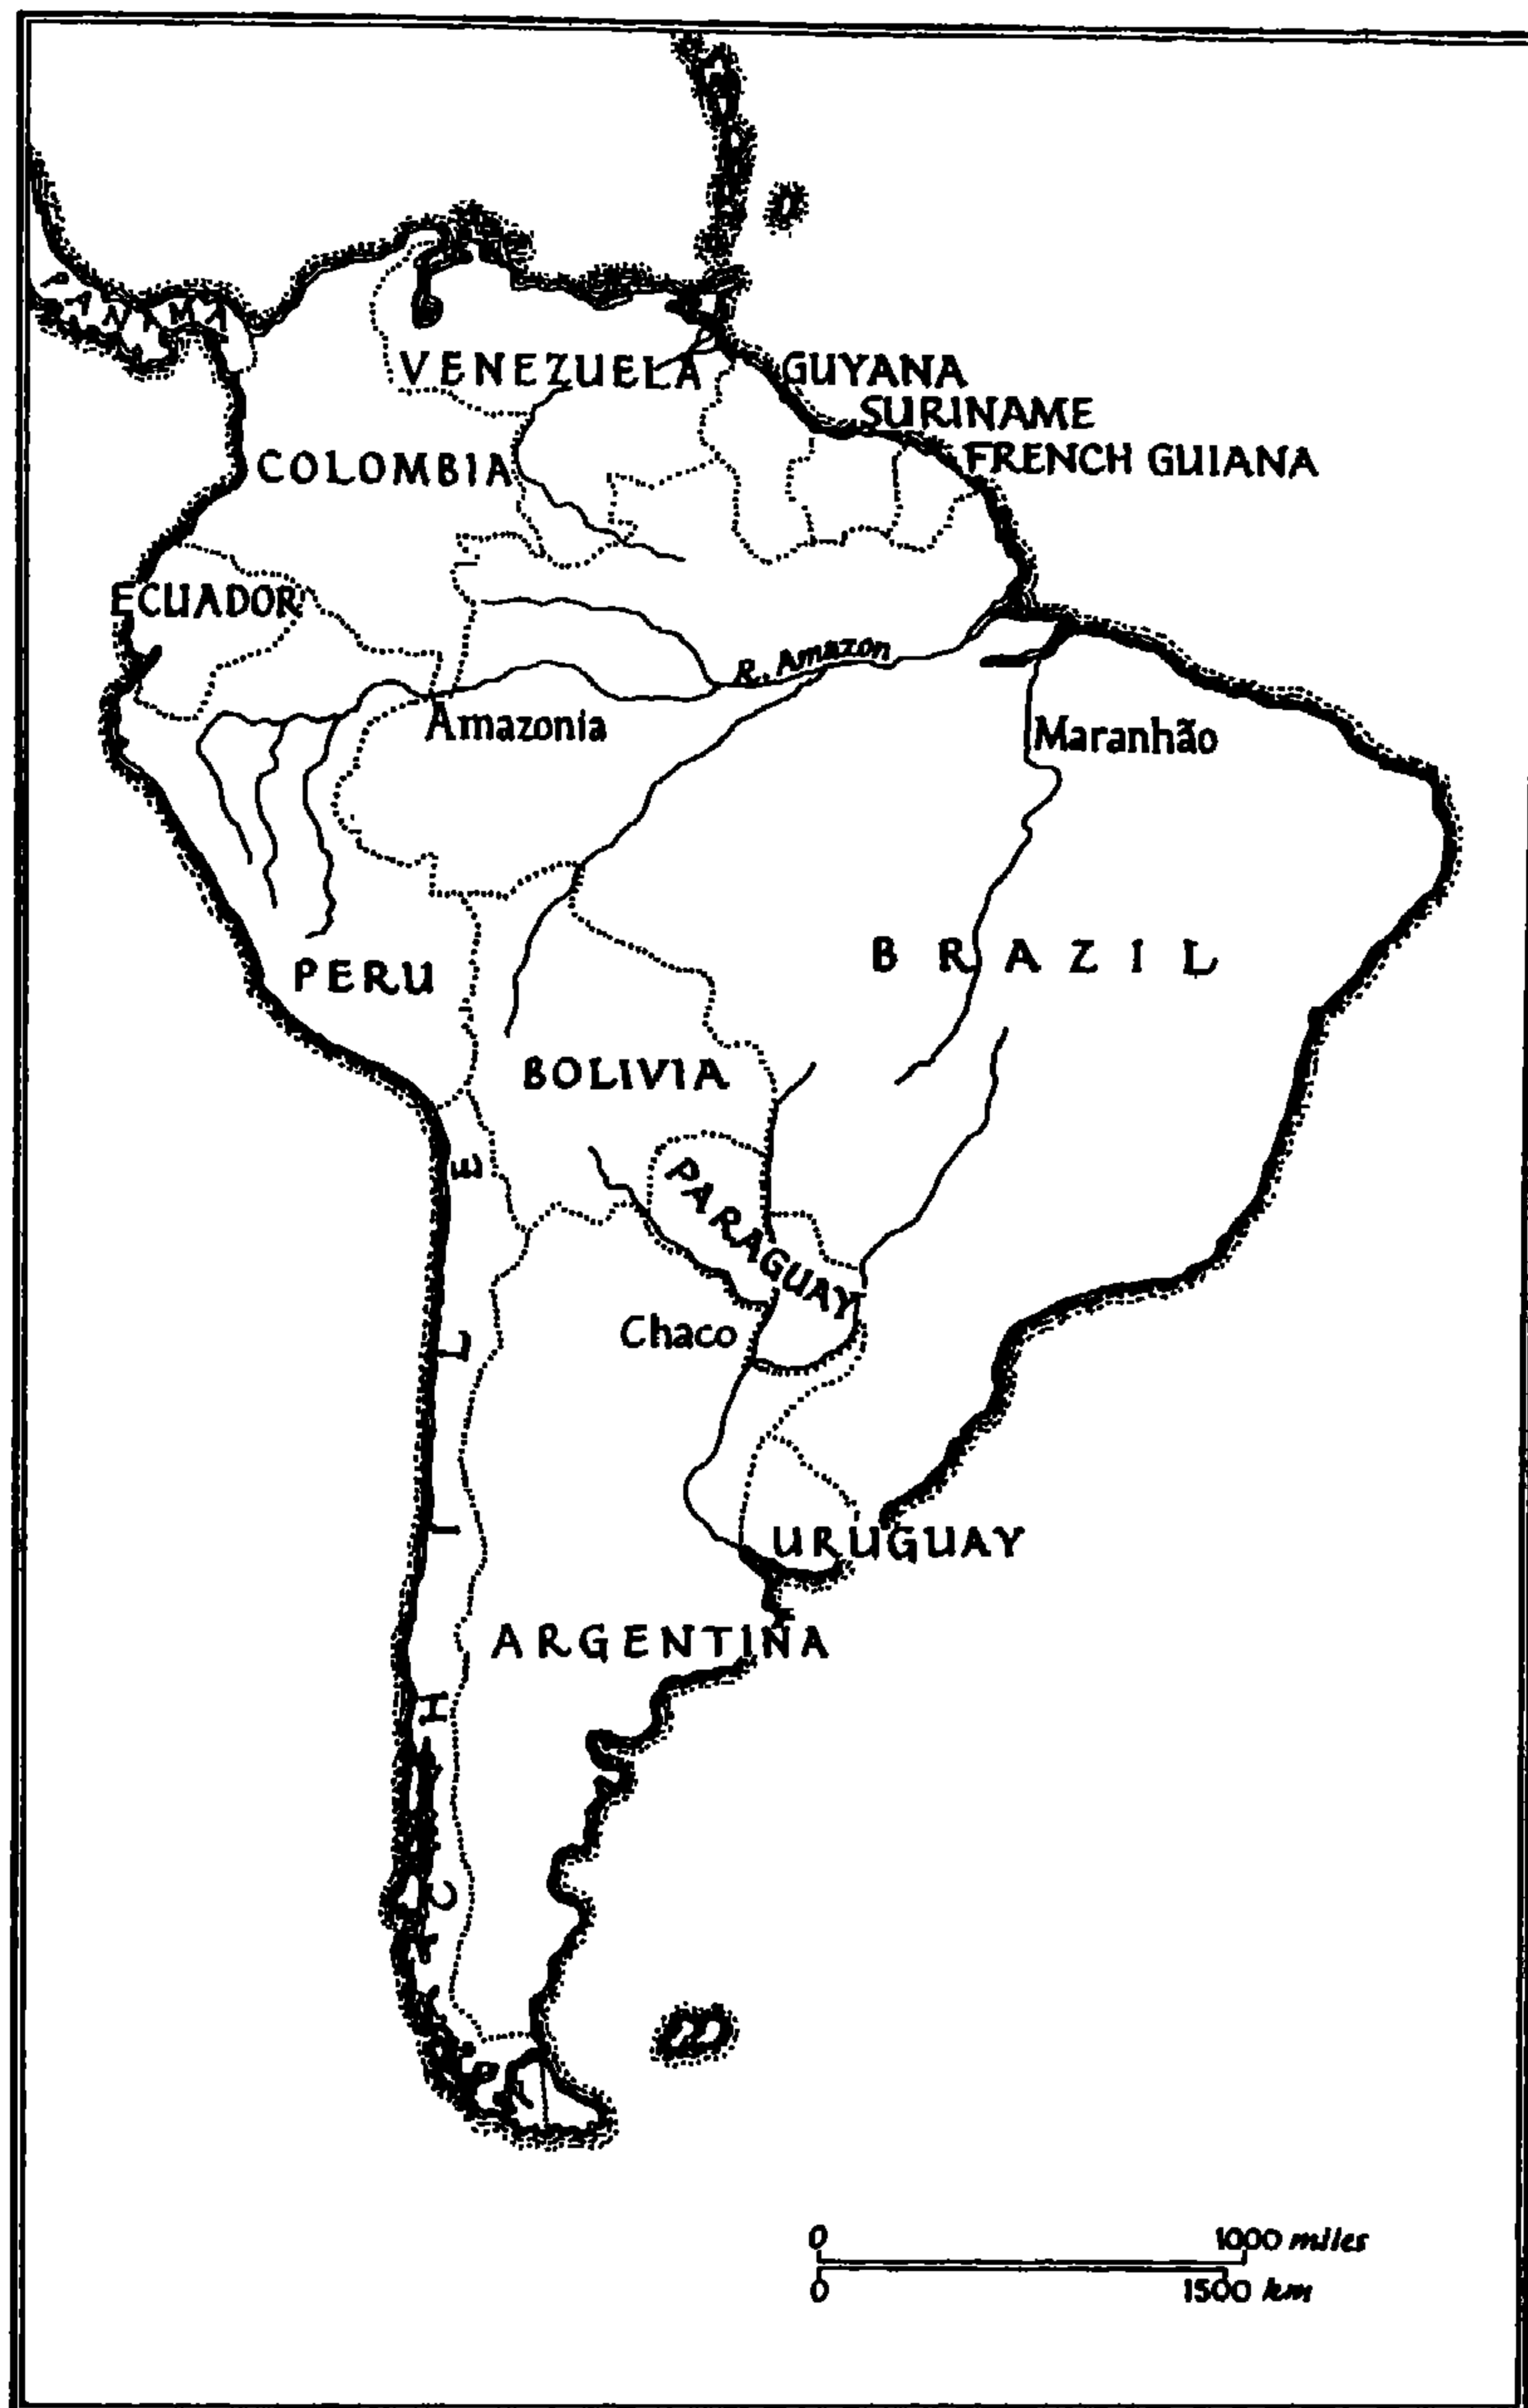 PANAMA
VENEZUELA
GUYANA
SURINAME
FRENCH GUIANA
COLOMBIA
ECUADOR
R. Amazon
Amazonia
Maranhão
PERU
BRAZIL
BOLIVIA
PARAGUAY
Chaco
CHILE
URUGUAY
ARGENTINA
0 1000 miles
0 1500 km